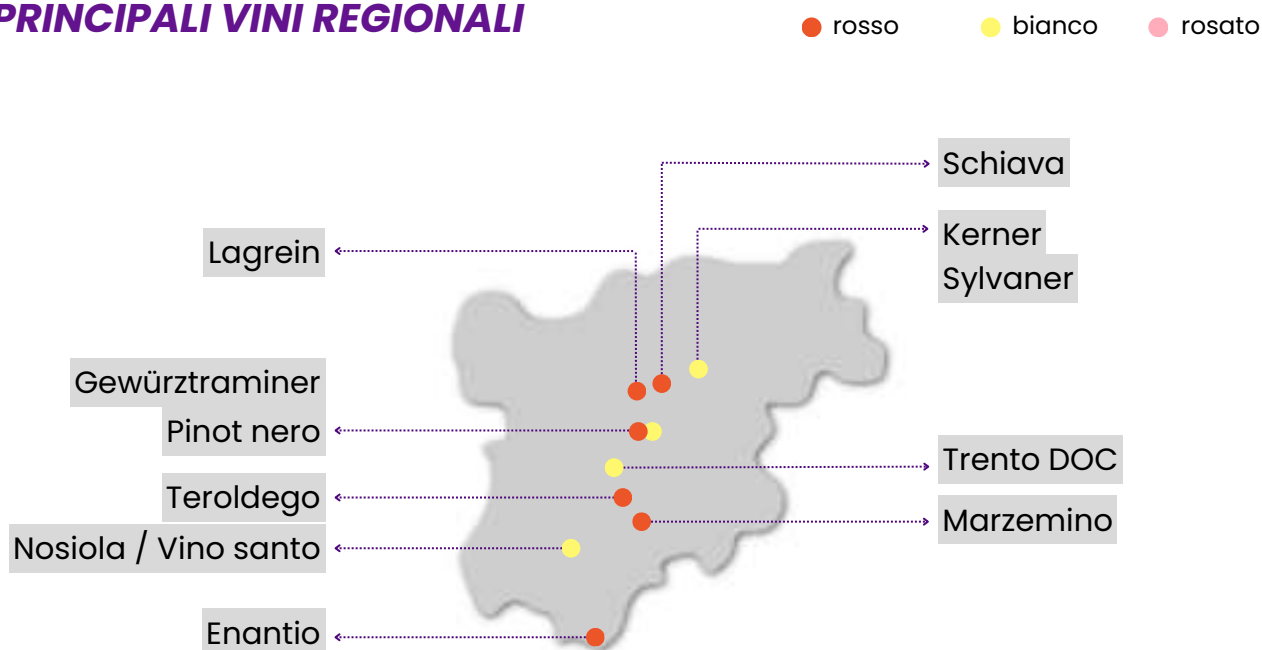 PRINCIPALI VINI REGIONALI
rosso
bianco
rosato
Schiava
Kerner
Sylvaner
Lagrein
Gewürztraminer
Pinot nero
Trento DOC
Teroldego
Marzemino
Nosiola / Vino santo
Enantio